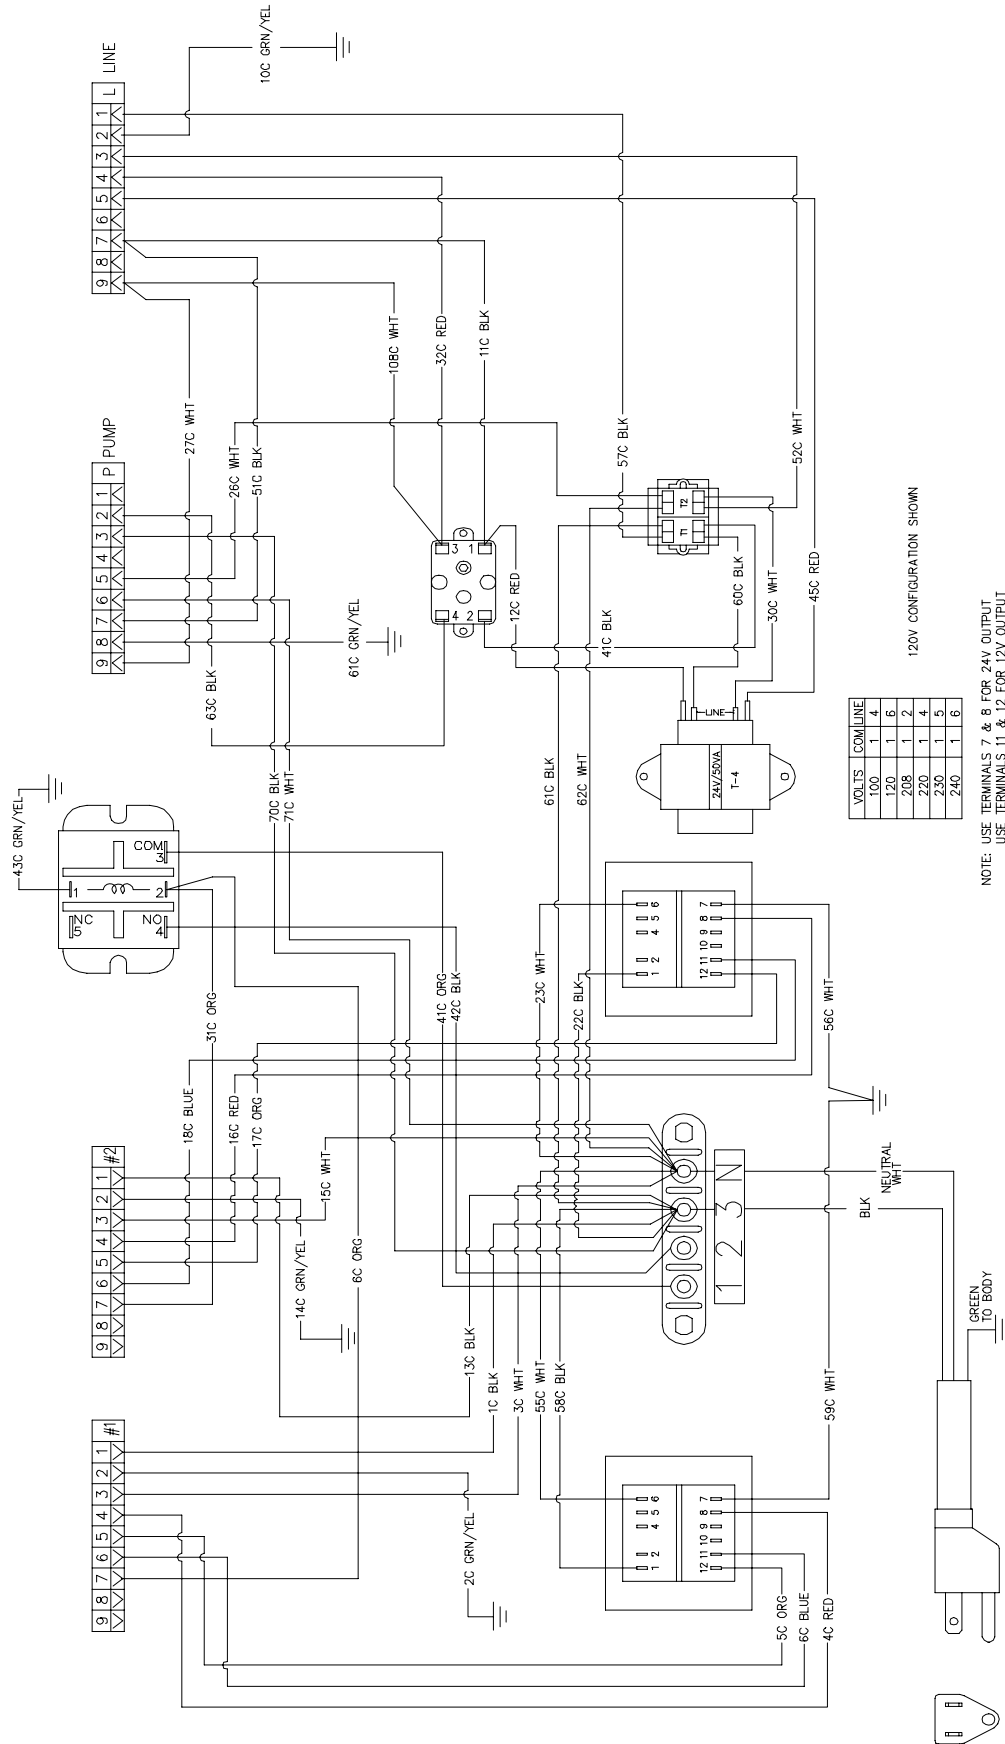 LINE
L 1 2 3 4 5 6 7 8 9
10C GRN/YEL
108C WHT
32C RED
11C BLK
57C BLK
52C WHT
45C RED
P PUMP
1 2 3 4 5 6 7 8 9
27C WHT
26C WHT
51C BLK
63C BLK
61C GRN/YEL
70C BLK
71C WHT
3 1
4 2
12C RED
41C BLK
T1
T2
60C BLK
30C WHT
61C BLK
62C WHT
LINE
24V/50VA
T-4
120V CONFIGURATION SHOWN
VOLTS COM LINE
100 1 4
120 1 6
208 1 2
220 1 4
230 1 5
240 1 6
NOTE: USE TERMINALS 7 & 8 FOR 24V OUTPUT
USE TERMINALS 11 & 12 FOR 12V OUTPUT
43C GRN/YEL
COM
3
1
2
NC
5
NO
4
31C ORG
41C ORG
42C BLK
23C WHT
22C BLK
1 2 4 5 6
12 11 10 9 8 7
56C WHT
#2
1 2 3 4 5 6 7 8 9
18C BLUE
16C RED
17C ORG
15C WHT
14C GRN/YEL
6C ORG
13C BLK
1C BLK
3C WHT
55C WHT
58C BLK
1 2 3 N
NEUTRAL
WHT
BLK
GREEN
TO BODY
59C WHT
#1
1 2 3 4 5 6 7 8 9
2C GRN/YEL
1 2 4 5 6
12 11 10 9 8 7
5C ORG
6C BLUE
4C RED